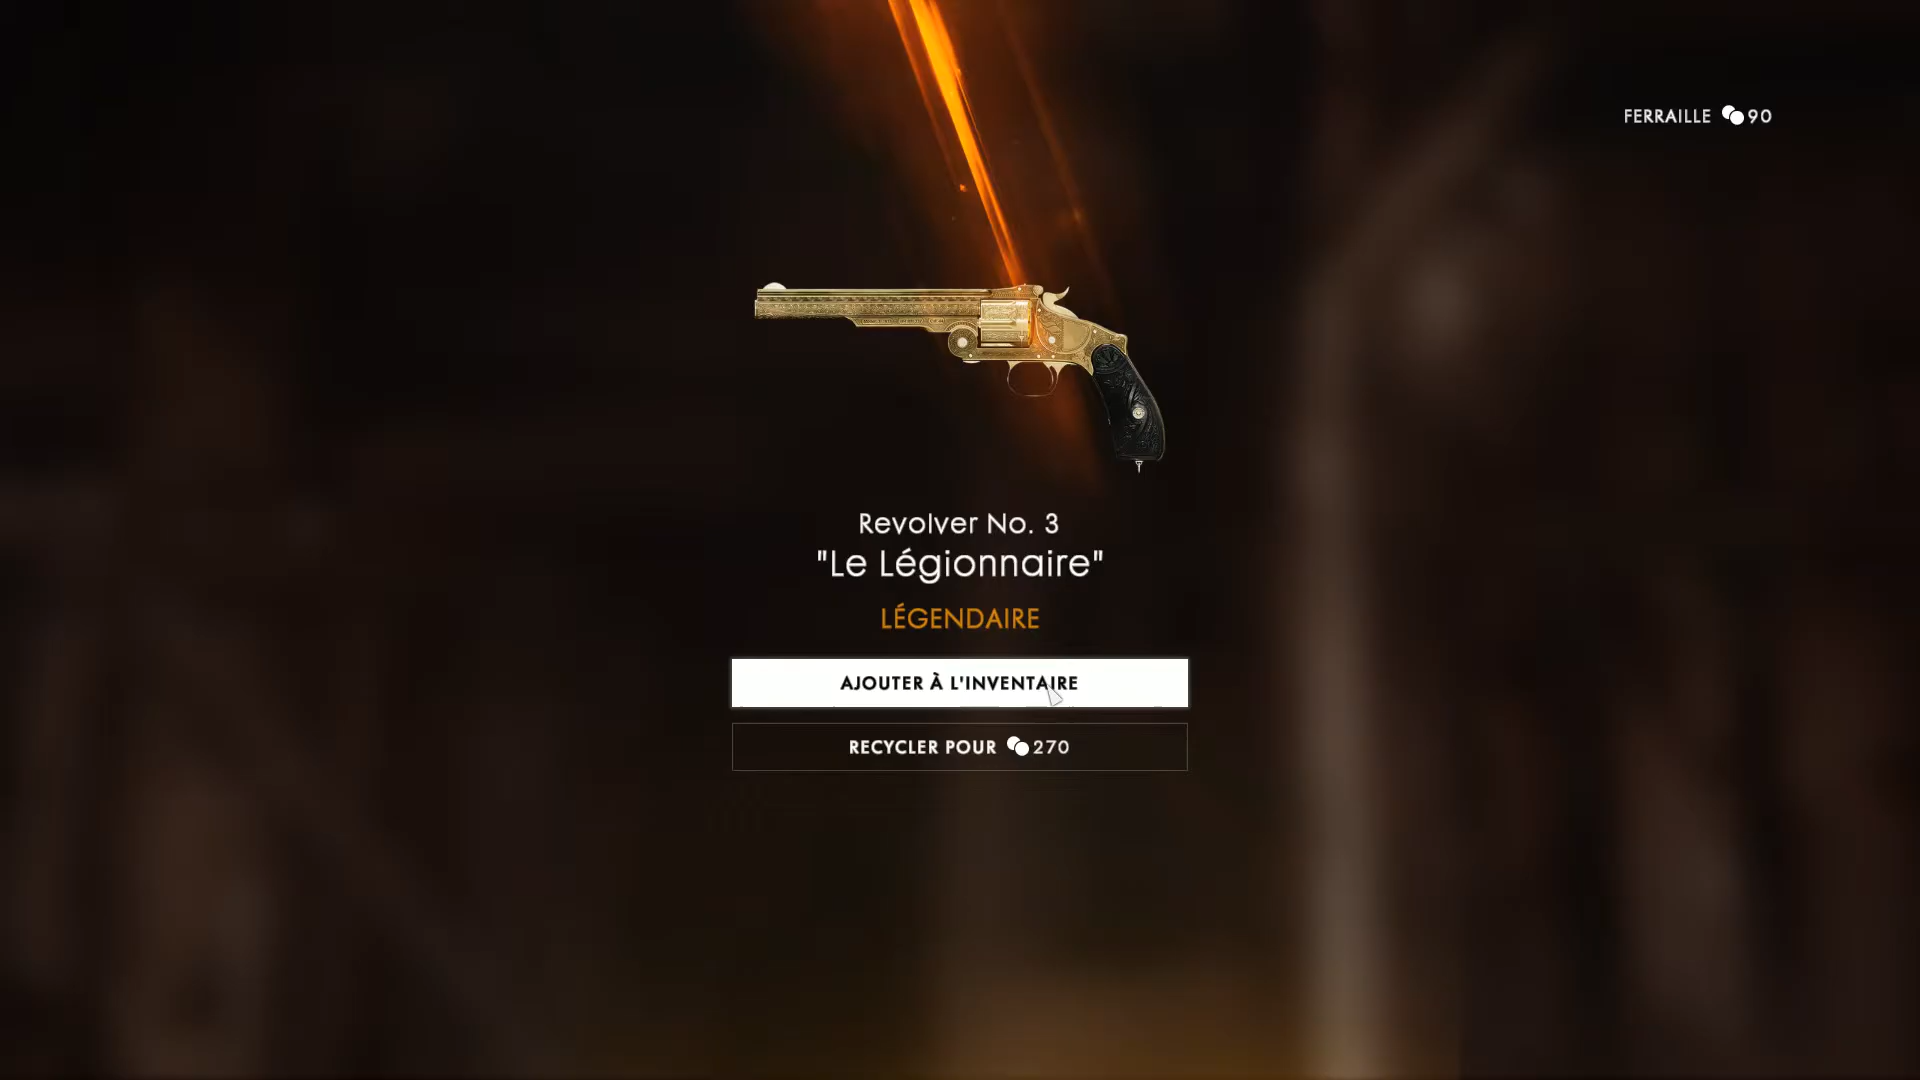 FERRAILLE 90
Revolver No. 3
"Le Légionnaire"
LÉGENDAIRE
AJOUTER À L'INVENTAIRE
RECYCLER POUR 270